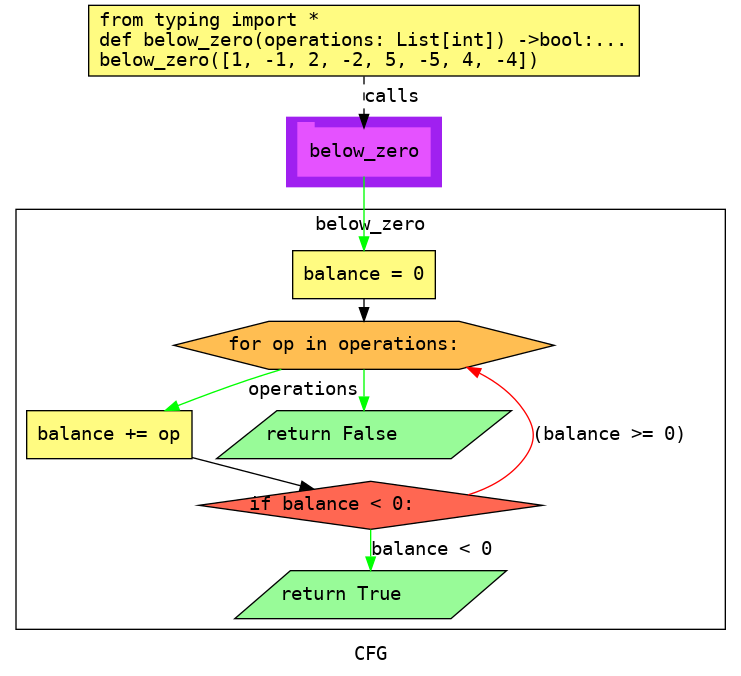 from typing import *
def below_zero(operations: List[int]) ->bool:...
below_zero([1, -1, 2, -2, 5, -5, 4, -4])
calls
below_zero
below_zero
balance = 0
for op in operations:
operations
balance += op
return False
(balance >= 0)
if balance < 0:
balance < 0
return True
CFG